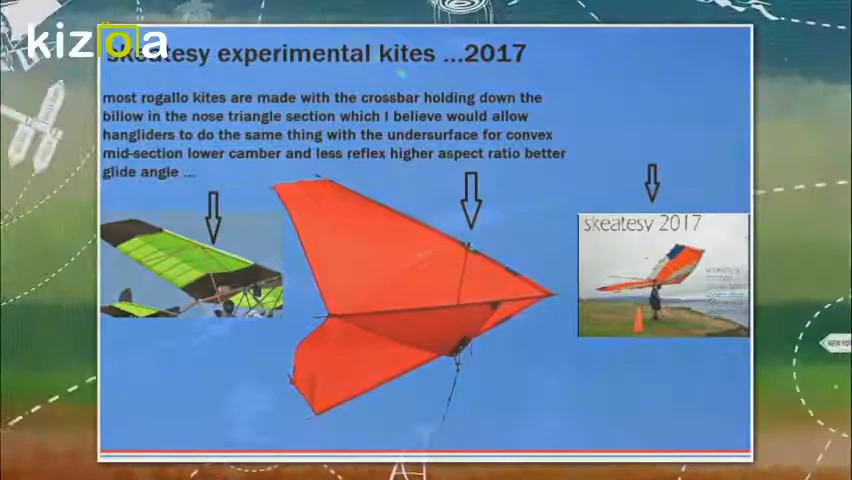 kizoa
skeatesy experimental kites ...2017
most rogallo kites are made with the crossbar holding down the
billow in the nose triangle section which I believe would allow
hangliders to do the same thing with the undersurface for convex
mid-section lower camber and less reflex higher aspect ratio better
glide angle ...
skeatesy 2017